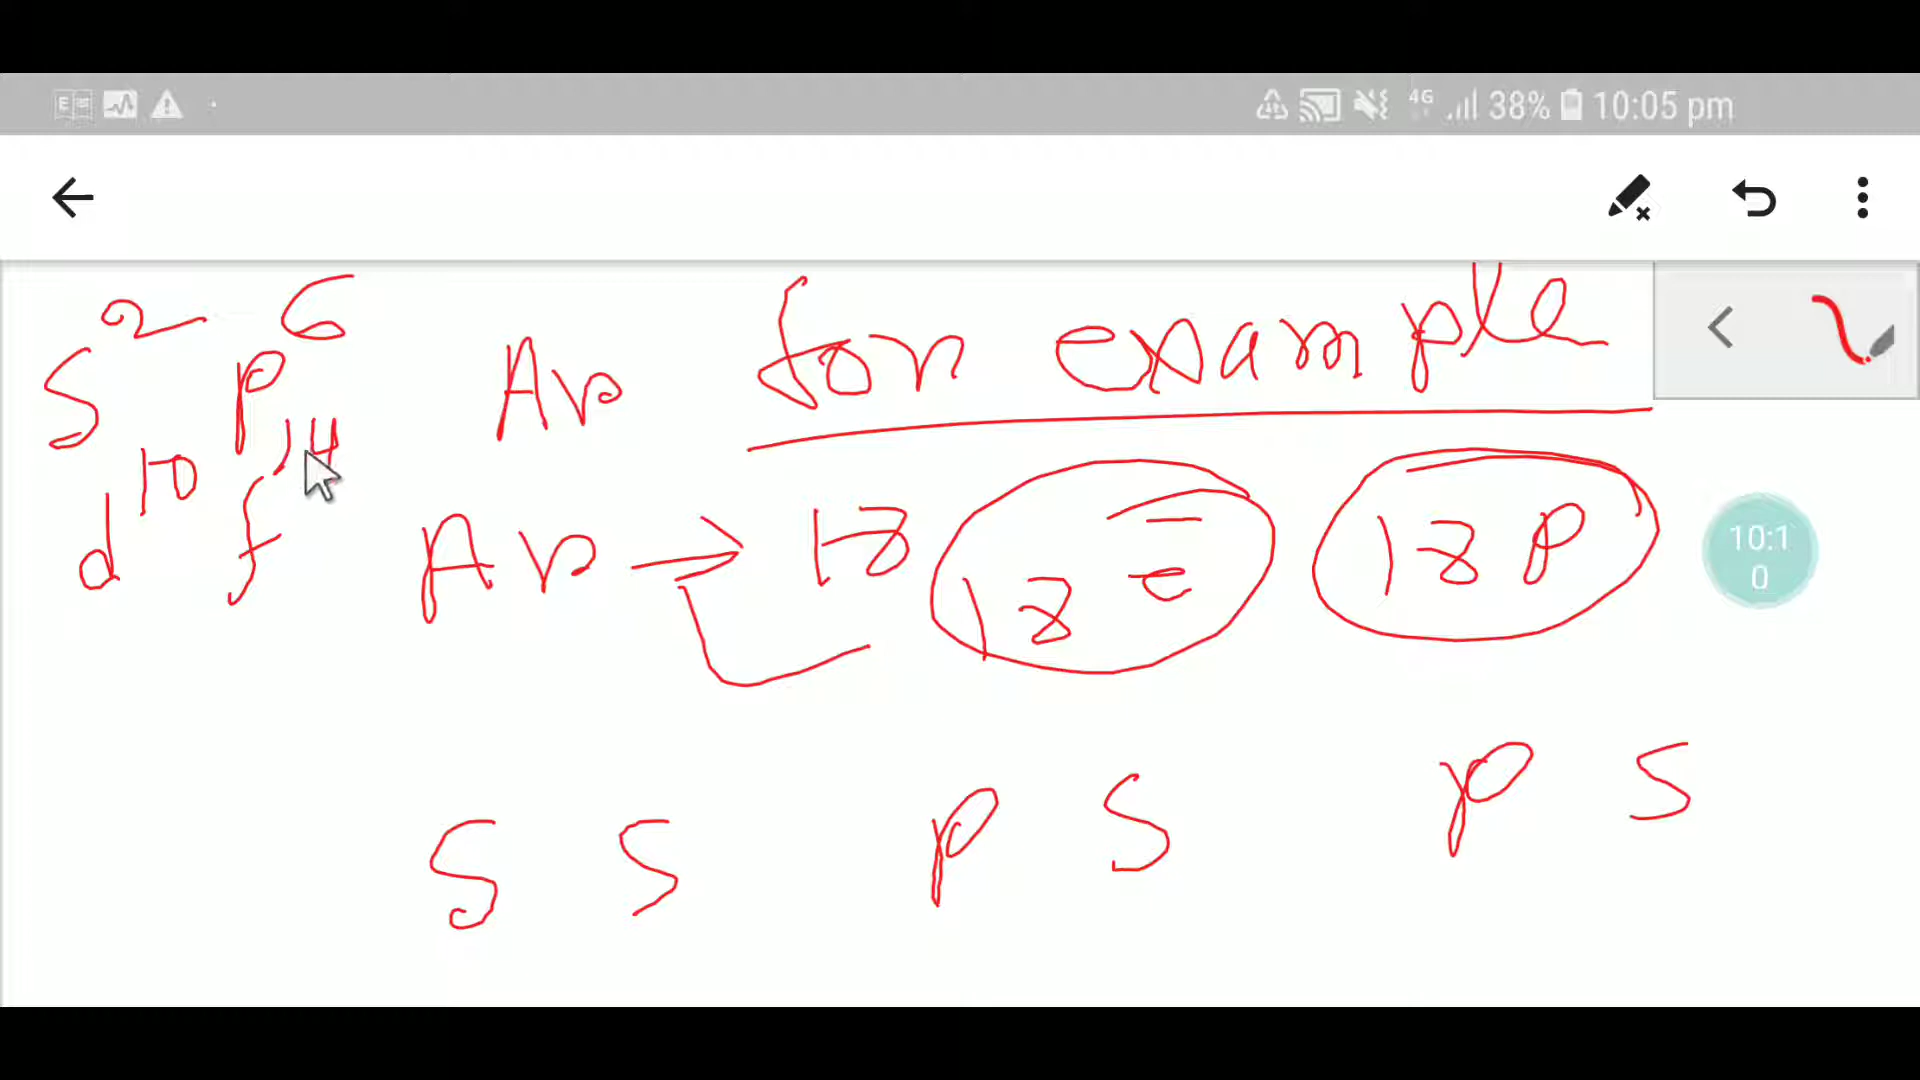 38% 10:05 pm
4G
S² p⁶ Ar for example
d¹⁰ f¹⁴
Ar → 18 18 e⁻ 18 P
10:1
0
S S P S P S